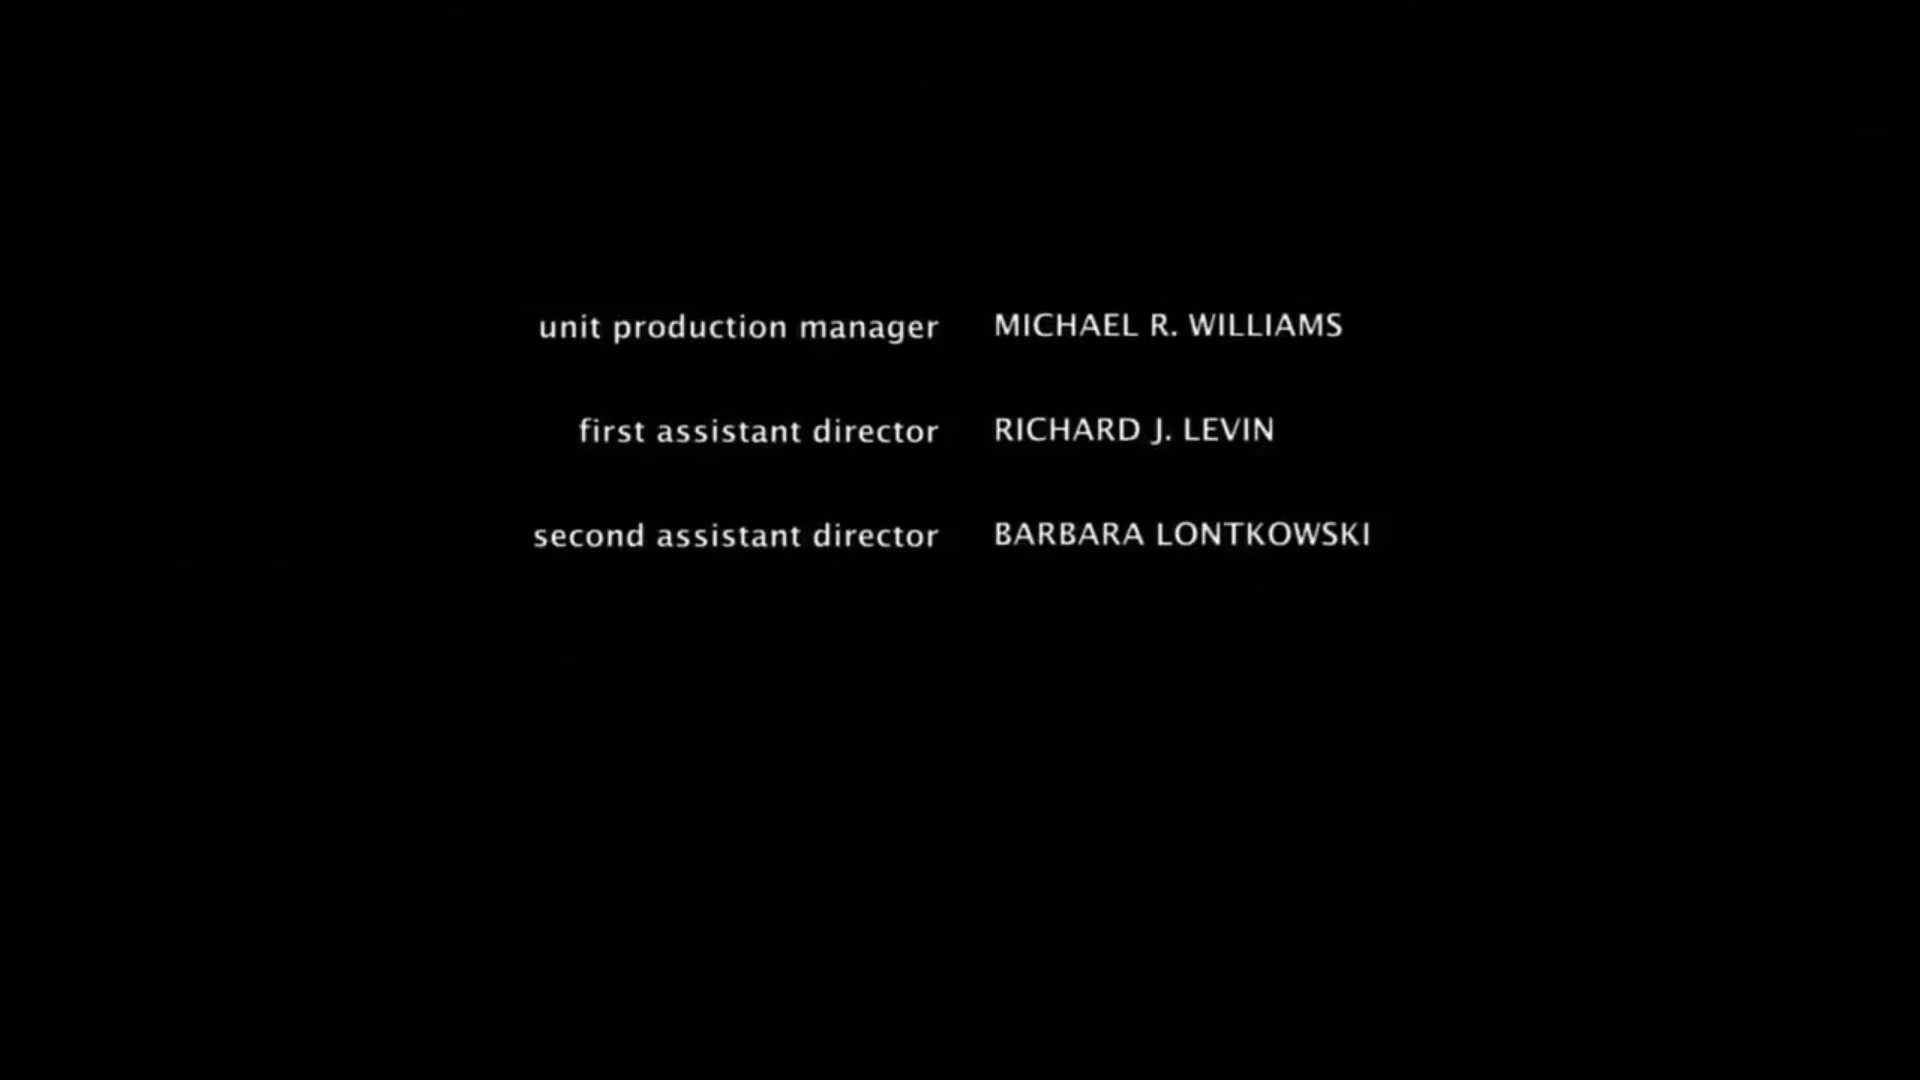 unit production manager MICHAEL R. WILLIAMS
first assistant director RICHARD J. LEVIN
second assistant director BARBARA LONTKOWSKI